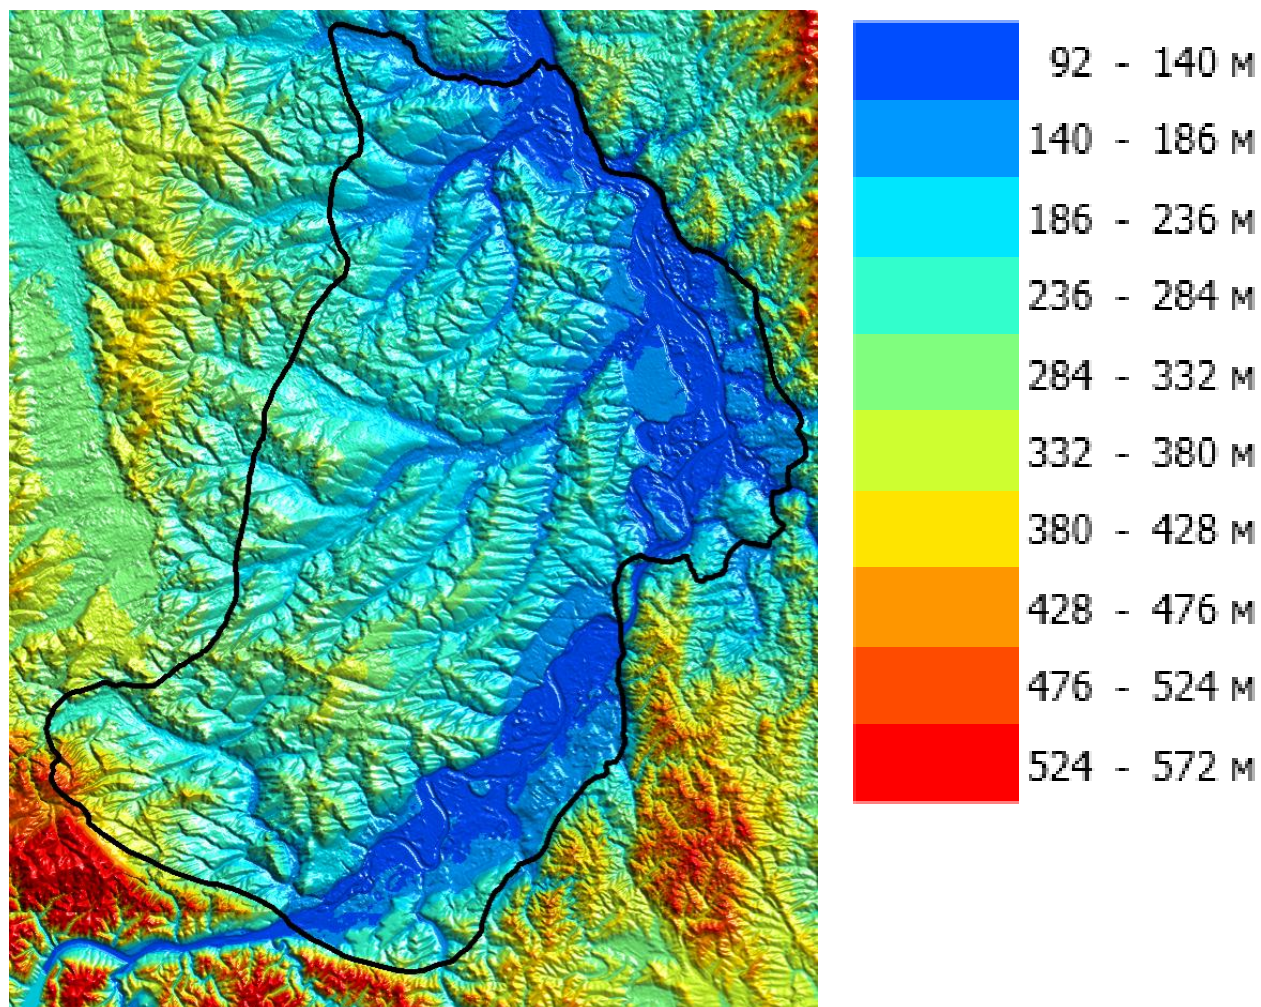 92 - 140 м
140 - 186 м
186 - 236 м
236 - 284 м
284 - 332 м
332 - 380 м
380 - 428 м
428 - 476 м
476 - 524 м
524 - 572 м